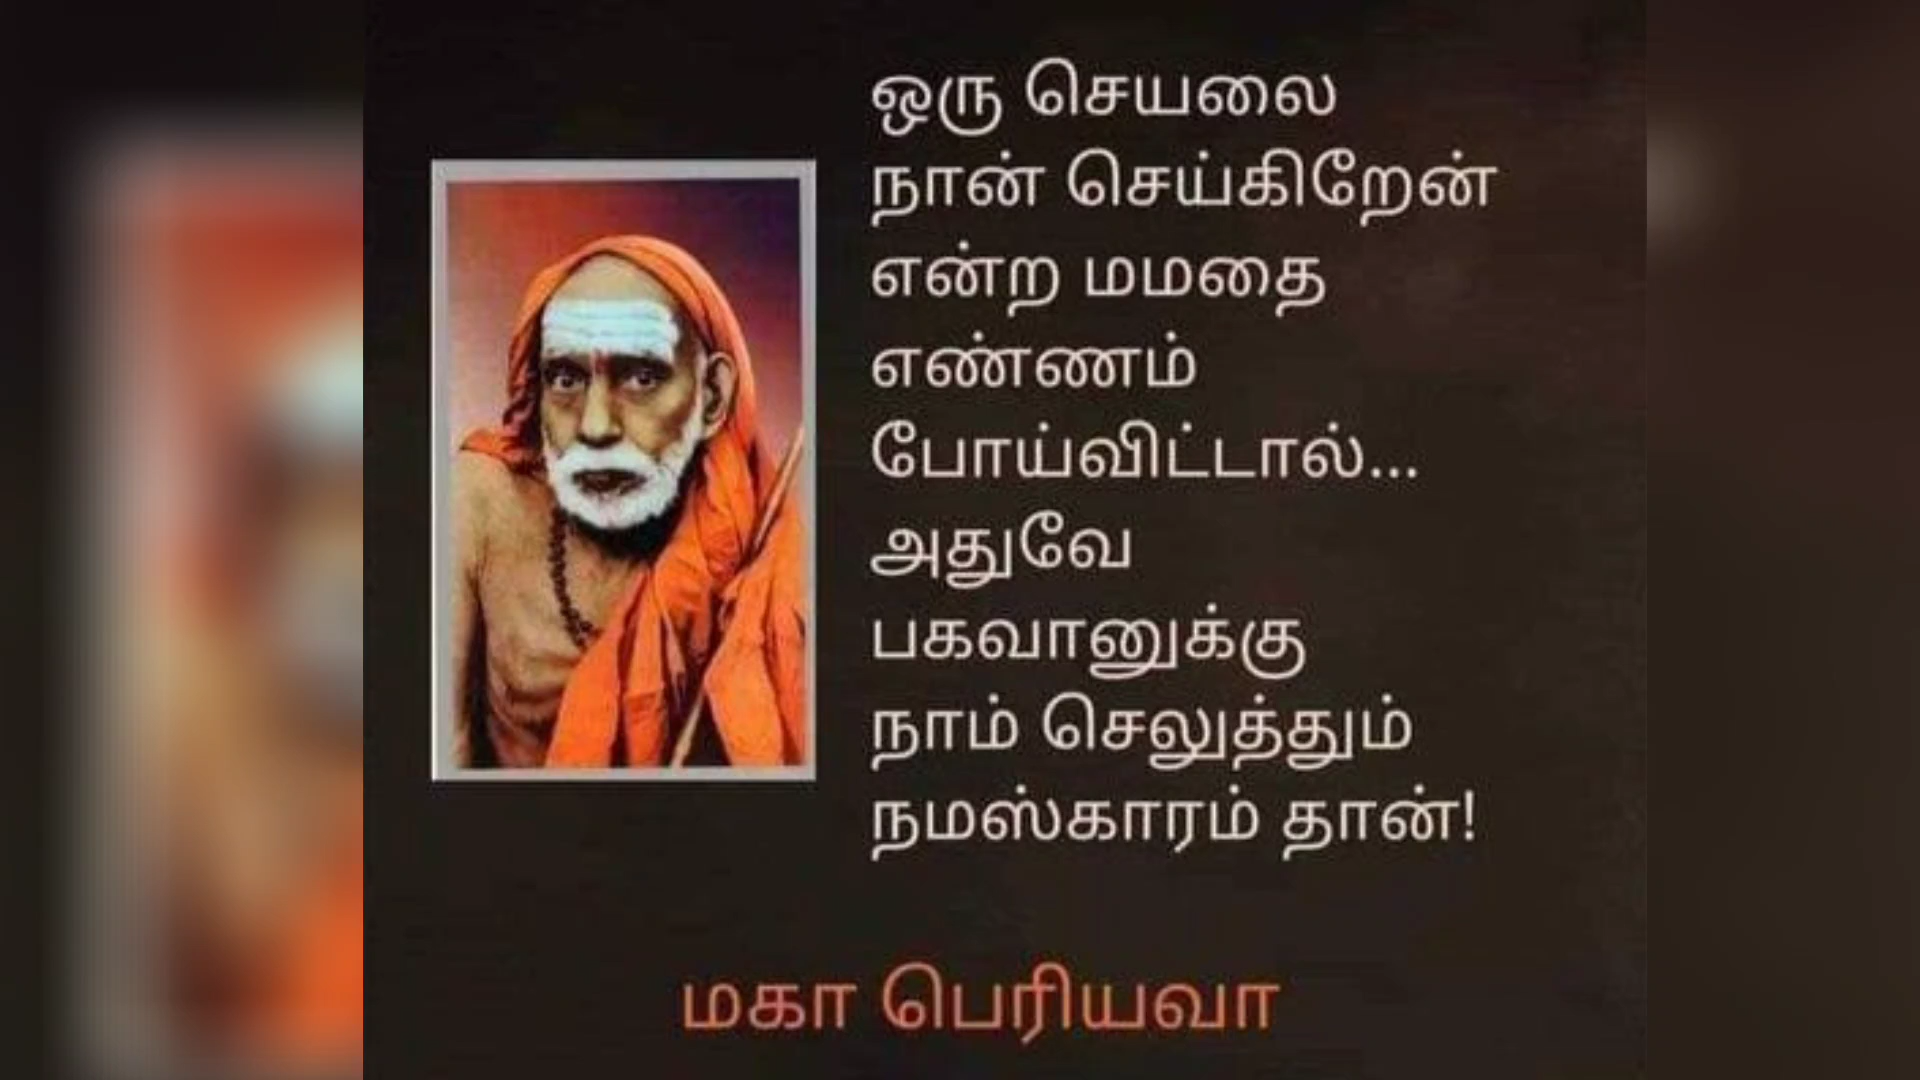 ஒரு செயலை
நான் செய்கிறேன்
என்ற மமதை
எண்ணம்
போய்விட்டால்...
அதுவே
பகவானுக்கு
நாம் செலுத்தும்
நமஸ்காரம் தான்!
மகா பெரியவா